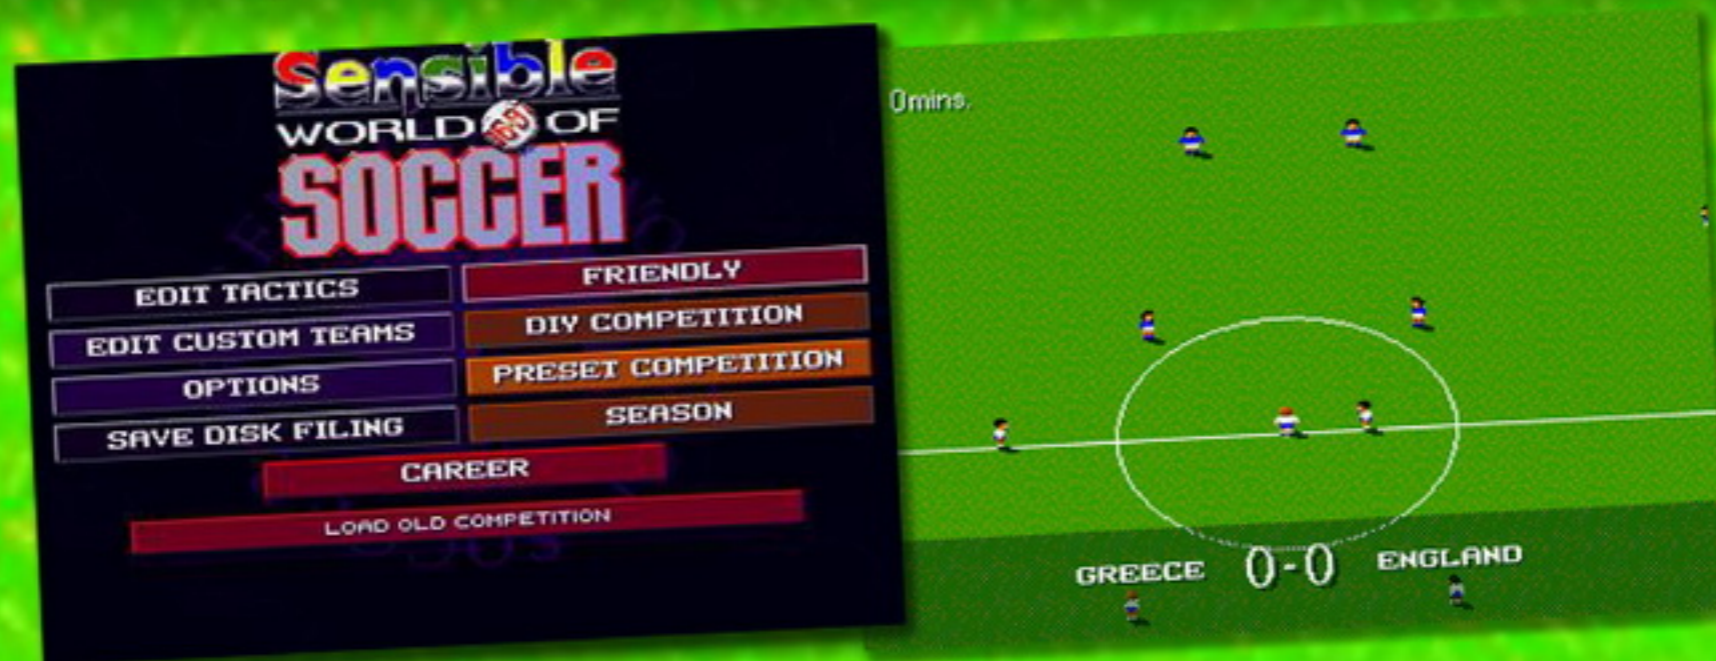 Sensible
WORLD OF
SOCCER
EDIT TACTICS
EDIT CUSTOM TEAMS
OPTIONS
SAVE DISK FILING
FRIENDLY
DIY COMPETITION
PRESET COMPETITION
SEASON
CAREER
LOAD OLD COMPETITION
0mins.
GREECE 0-0 ENGLAND